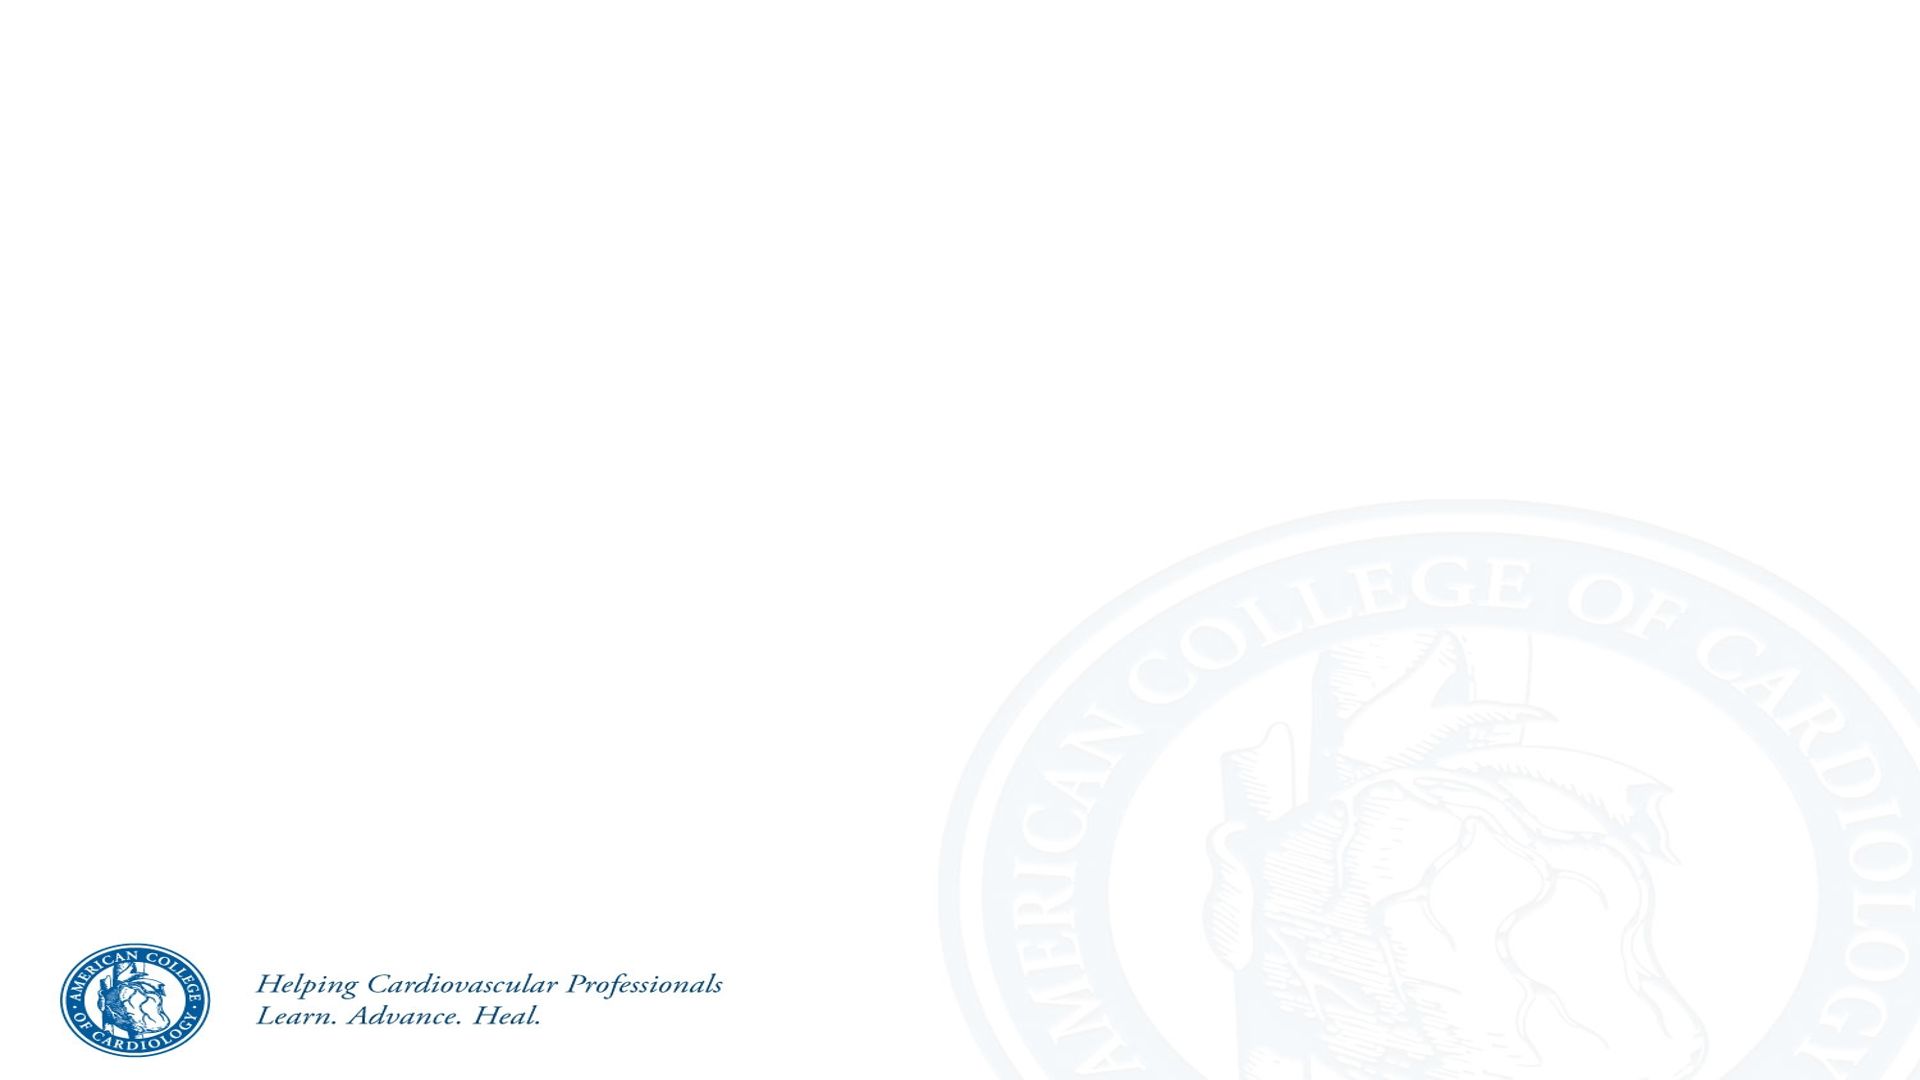 AMERICAN COLLEGE OF CARDIOLOGY
AMERICAN COLLEGE
OF CARDIOLOGY
Helping Cardiovascular Professionals
Learn. Advance. Heal.